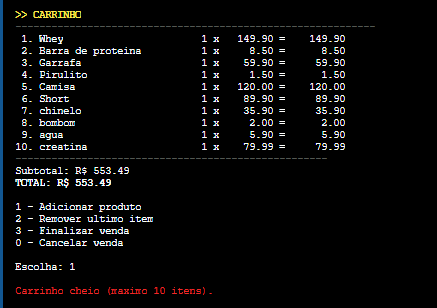 >> CARRINHO
------------------------------------------------------------
1. Whey 1 x 149.90 = 149.90
2. Barra de proteina 1 x 8.50 = 8.50
3. Garrafa 1 x 59.90 = 59.90
4. Pirulito 1 x 1.50 = 1.50
5. Camisa 1 x 120.00 = 120.00
6. Short 1 x 89.90 = 89.90
7. chinelo 1 x 35.90 = 35.90
8. bombom 1 x 2.00 = 2.00
9. agua 1 x 5.90 = 5.90
10. creatina 1 x 79.99 = 79.99
------------------------------------------------------
Subtotal: R$ 553.49
TOTAL: R$ 553.49
1 - Adicionar produto
2 - Remover ultimo item
3 - Finalizar venda
0 - Cancelar venda
Escolha: 1
Carrinho cheio (maximo 10 itens).